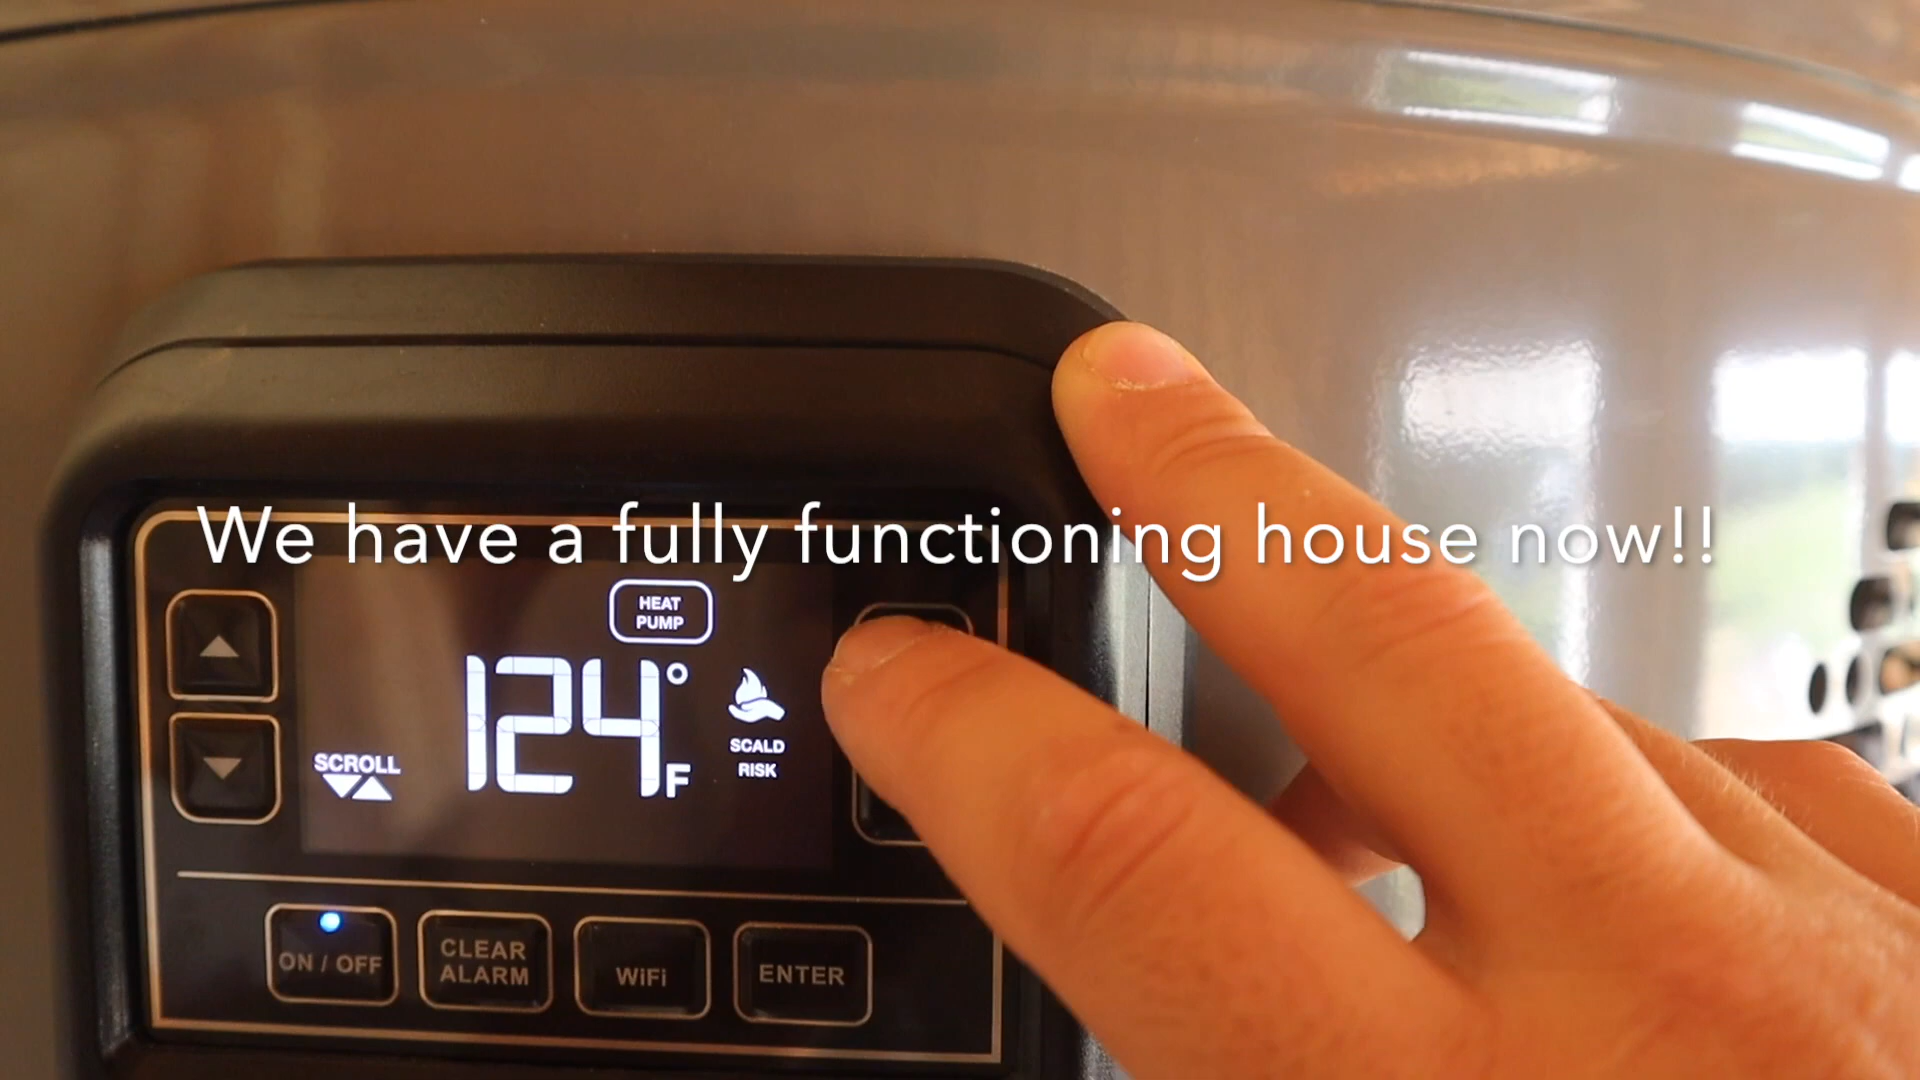 We have a fully functioning house now!!
HEAT
PUMP
124°F
SCALD
RISK
SCROLL
ON / OFF
CLEAR
ALARM
WiFi
ENTER